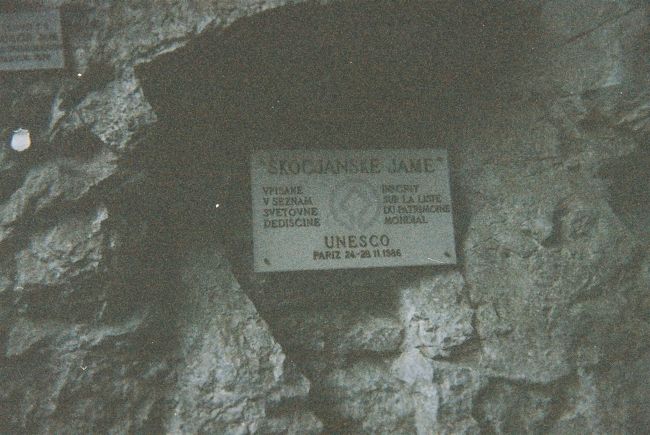 "ŠKOCJANSKE JAME"
VPISANE
V SEZNAM
SVETOVNE
DEDIŠČINE
INSCRIT
SUR LA LISTE
DU PATRIMOINE
MONDIAL
UNESCO
PARIZ 24.-28.11.1986